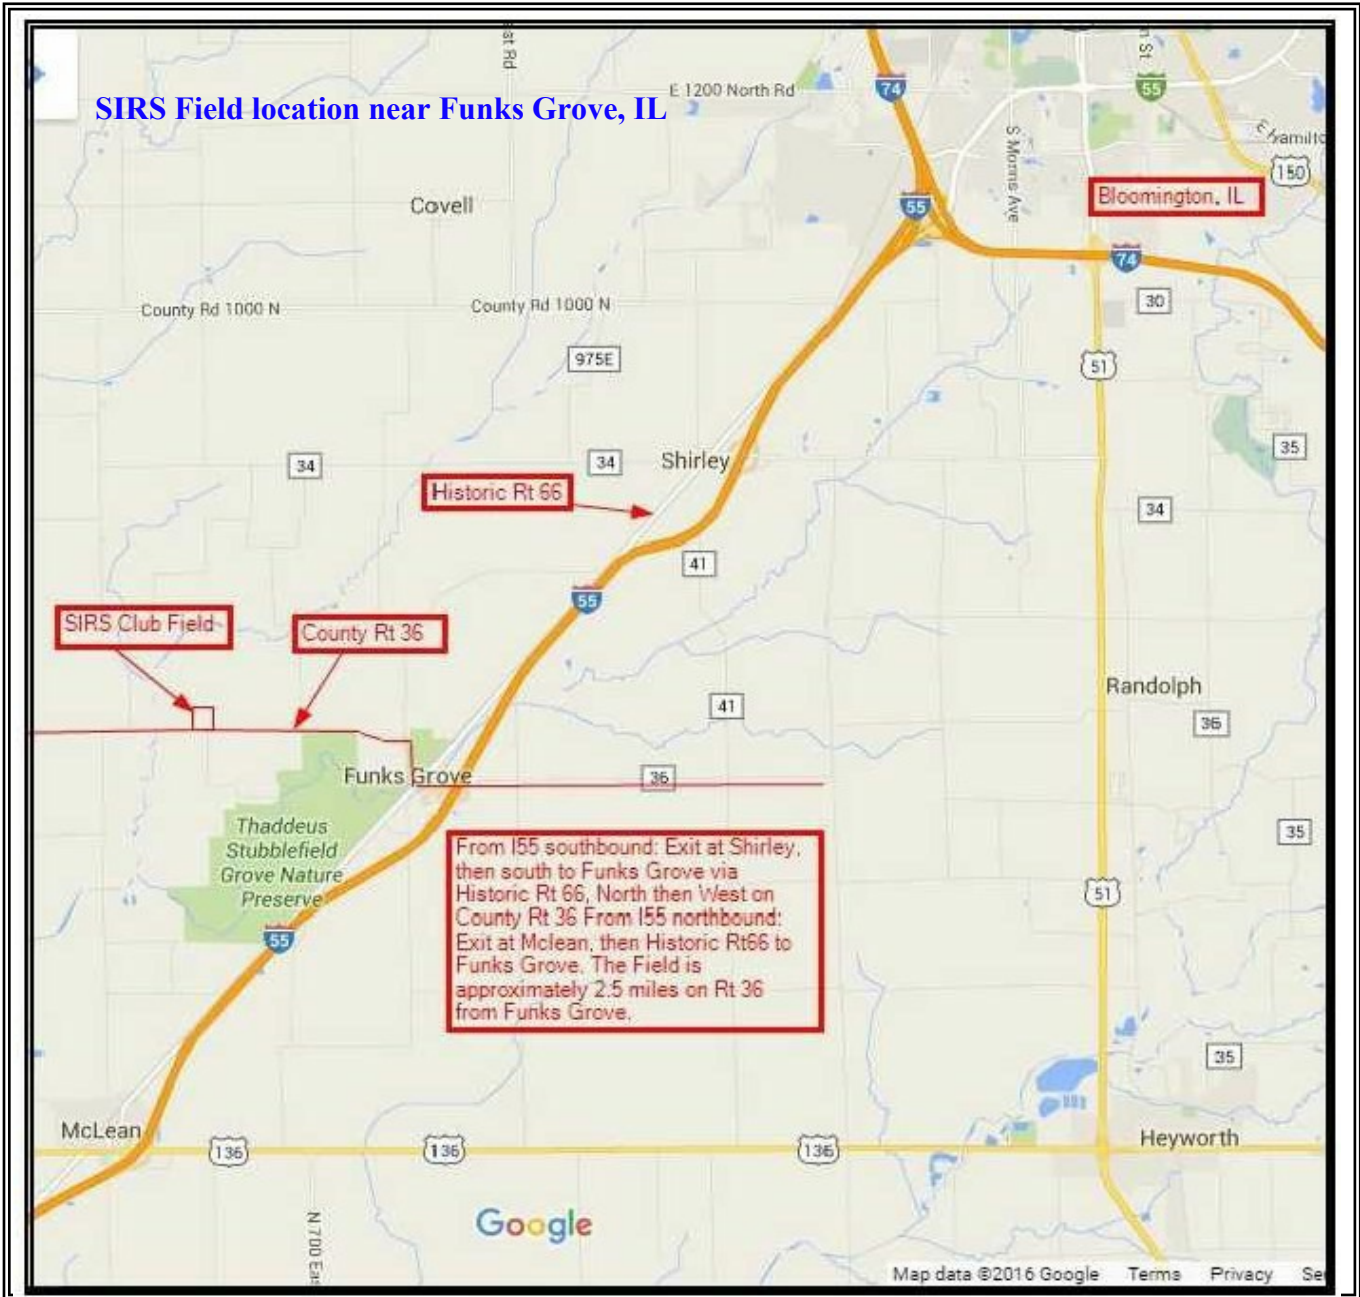 st Rd
n St
E 1200 North Rd
74
55
SIRS Field location near Funks Grove, IL
S Morris Ave
150
Covell
55
Bloomington, IL
74
County Rd 1000 N
County Rd 1000 N
30
975E
51
34
34
Shirley
35
Historic Rt 66
34
41
55
SIRS Club Field
County Rt 36
Randolph
41
36
Funks Grove
36
Thaddeus
Stubblefield
Grove Nature
Preserve
35
From I55 southbound: Exit at Shirley,
then south to Funks Grove via
Historic Rt 66, North then West on
County Rt 36 From I55 northbound:
Exit at Mclean, then Historic Rt66 to
Funks Grove. The Field is
approximately 2.5 miles on Rt 36
from Funks Grove.
51
55
35
McLean
136
136
136
Heyworth
N 700 Eas
Google
Map data ©2016 Google
Terms
Privacy